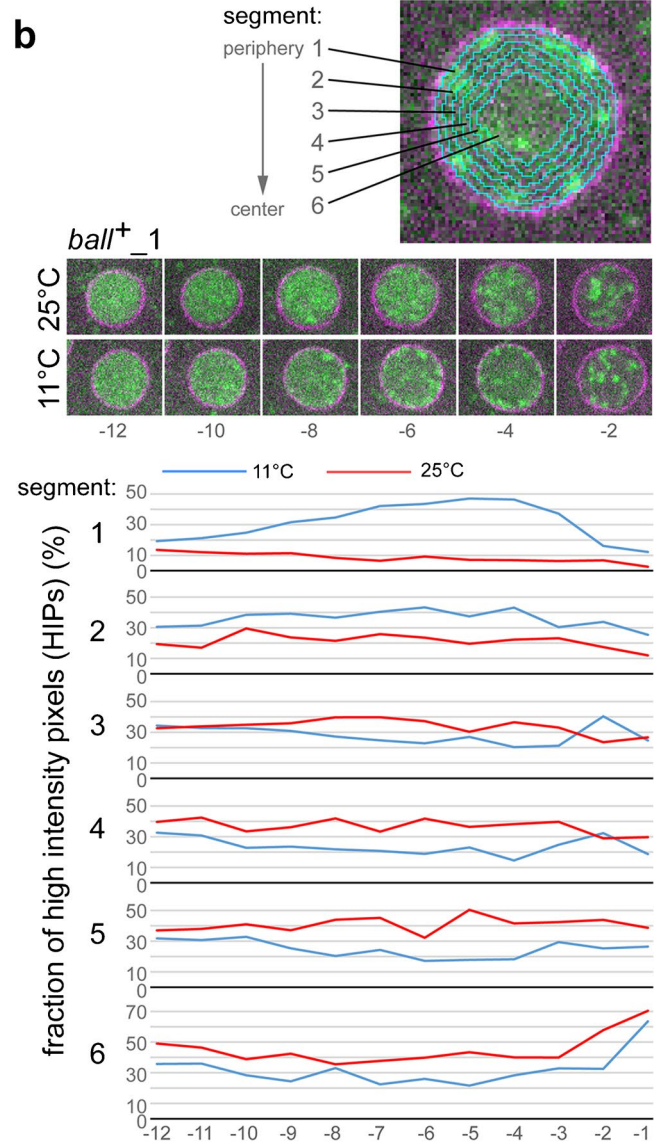 b
segment:
periphery 1
2
3
4
5
center 6
ball+_1
25°C
11°C
-12 -10 -8 -6 -4 -2
11°C 25°C
segment:
fraction of high intensity pixels (HIPs) (%)
1
50
30
10
0
2
50
30
10
0
3
50
30
10
0
4
50
30
10
0
5
50
30
10
0
6
70
50
30
10
0
-12 -11 -10 -9 -8 -7 -6 -5 -4 -3 -2 -1